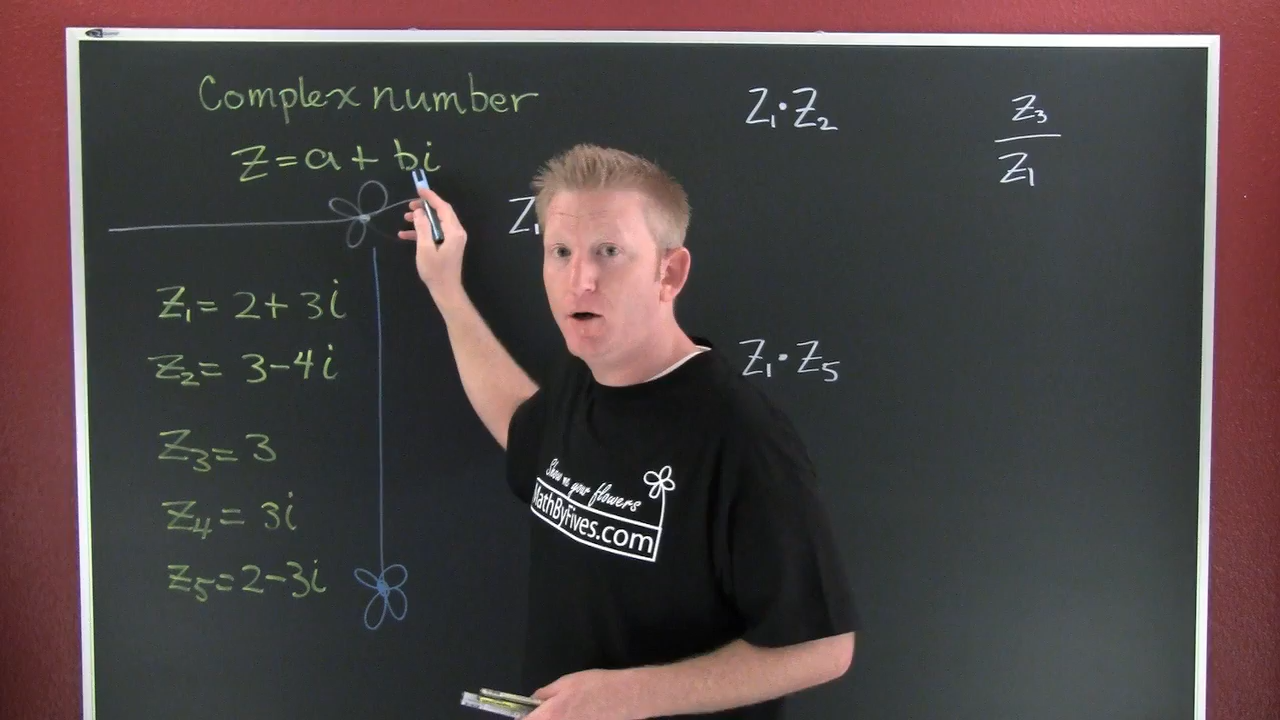 Complex number
z = a + bi
z₁ = 2 + 3i
z₂ = 3 - 4i
z₃ = 3
z₄ = 3i
z₅ = 2 - 3i
z₁
z₁ · z₂
z₁ · z₅
z₃
z₁
Show me your flowers
MathByFives.com